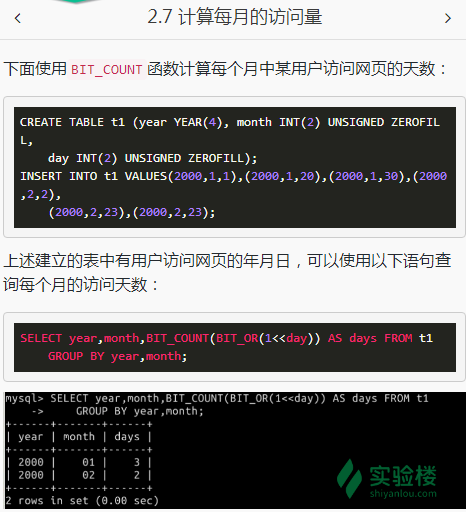 2.7 计算每月的访问量
下面使用 BIT_COUNT 函数计算每个月中某用户访问网页的天数：
CREATE TABLE t1 (year YEAR(4), month INT(2) UNSIGNED ZEROFIL
L,
    day INT(2) UNSIGNED ZEROFILL);
INSERT INTO t1 VALUES(2000,1,1),(2000,1,20),(2000,1,30),(2000
,2,2),
    (2000,2,23),(2000,2,23);
上述建立的表中有用户访问网页的年月日，可以使用以下语句查
询每个月的访问天数：
SELECT year,month,BIT_COUNT(BIT_OR(1<<day)) AS days FROM t1
    GROUP BY year,month;
mysql> SELECT year,month,BIT_COUNT(BIT_OR(1<<day)) AS days FROM t1
    ->     GROUP BY year,month;
+------+-------+------+
| year | month | days |
+------+-------+------+
| 2000 |    01 |    3 |
| 2000 |    02 |    2 |
+------+-------+------+
2 rows in set (0.00 sec)
实验楼
shiyanlou.com